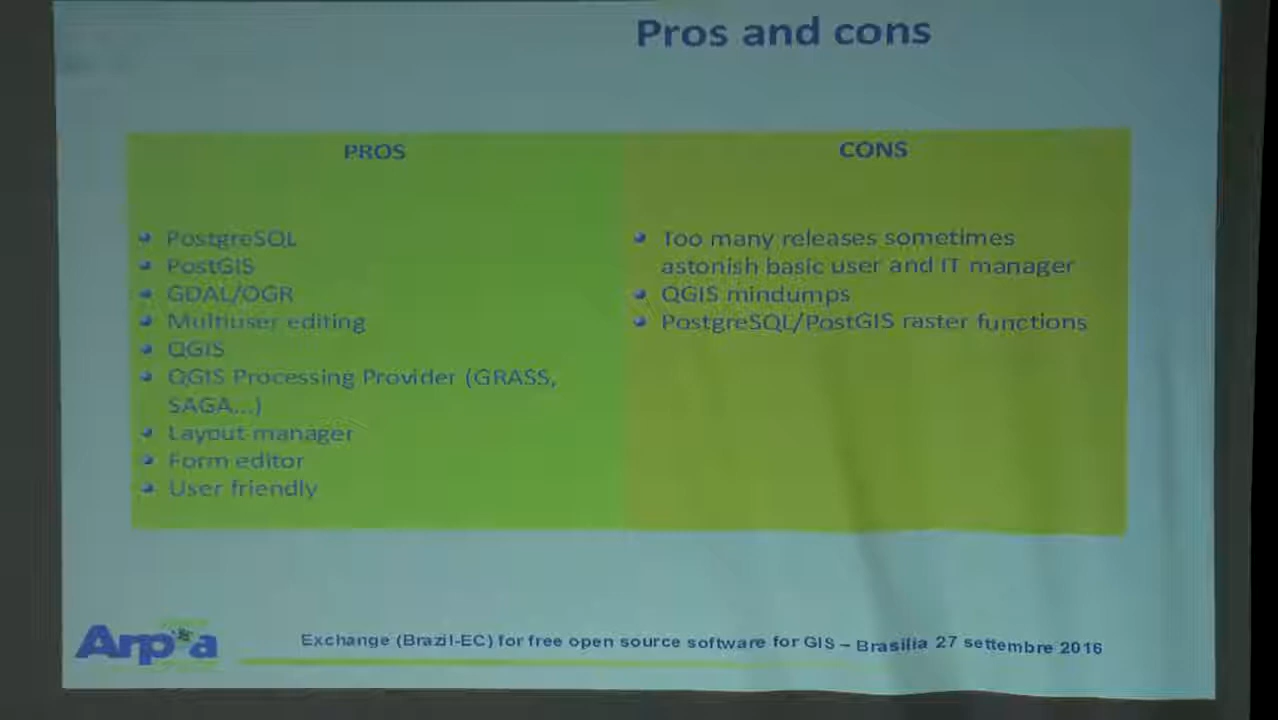 Pros and cons
PROS
PostgreSQL
PostGIS
GDAL/OGR
Multiuser editing
QGIS
QGIS Processing Provider (GRASS,
SAGA...)
Layout manager
Form editor
User friendly
CONS
Too many releases sometimes
astonish basic user and IT manager
QGIS mindumps
PostgreSQL/PostGIS raster functions
Arpa
Exchange (Brazil-EC) for free open source software for GIS – Brasilia 27 settembre 2016